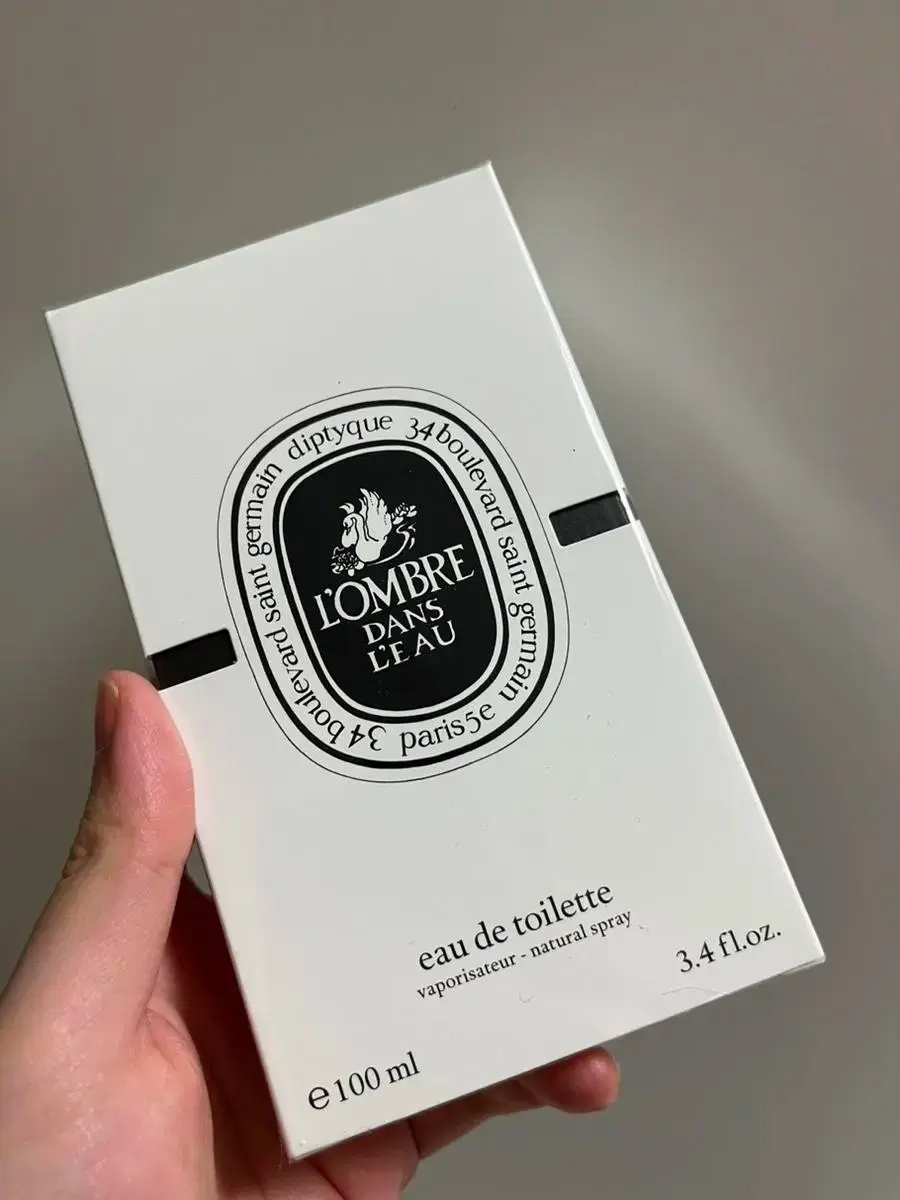 diptyque 34 boulevard saint germain paris5e 34 boulevard saint germain
L'OMBRE
DANS
L'EAU
eau de toilette
vaporisateur - natural spray
3.4 fl.oz.
e 100 ml